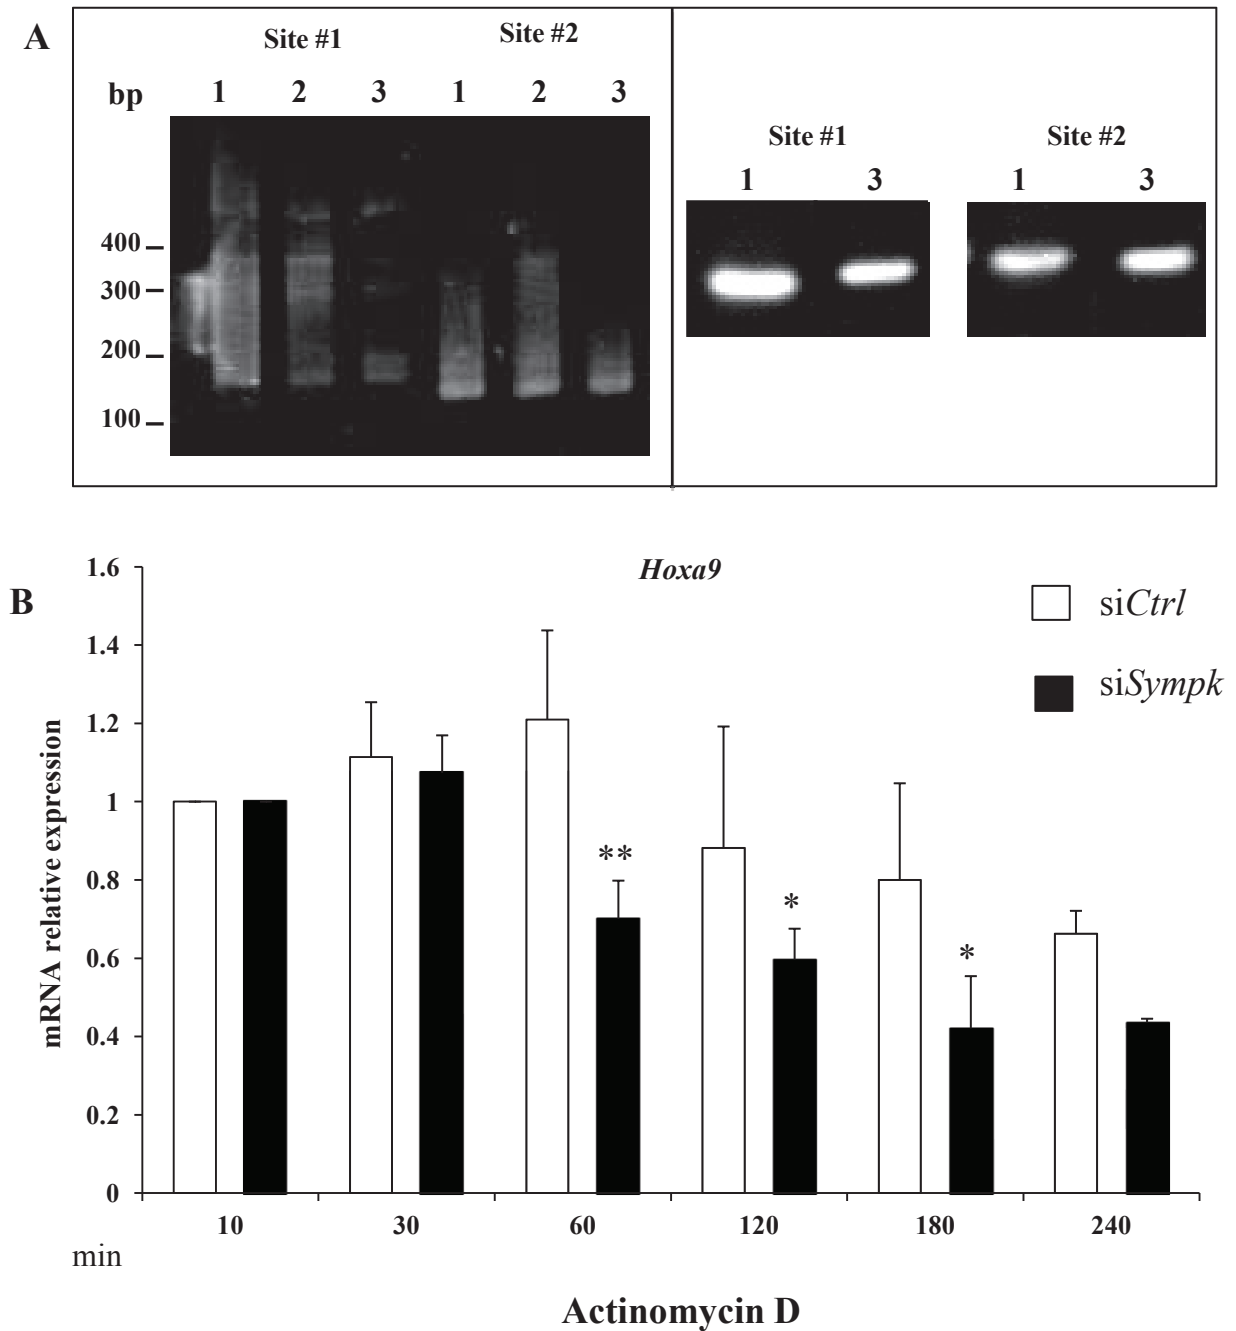 A
Site #1 Site #2
bp 1 2 3 1 2 3
400
300
200
100
Site #1 Site #2
1 3 1 3
B
Hoxa9
siCtrl
siSympk
mRNA relative expression
1.6
1.4
1.2
1
0.8
0.6
0.4
0.2
0
**
*
*
10 30 60 120 180 240
min
Actinomycin D